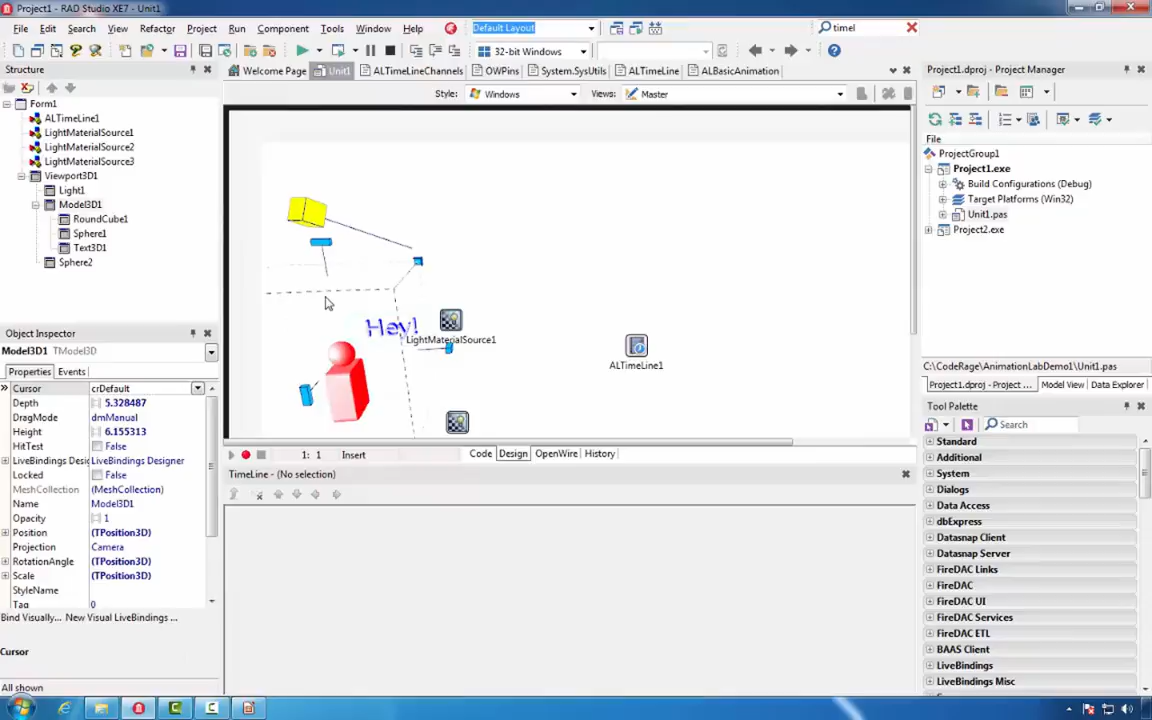 Project1 - RAD Studio XE7 - Unit1
File Edit Search View Refactor Project Run Component Tools Window Help
Default Layout
timel
32-bit Windows
Structure
Welcome Page Unit1 ALTimeLineChannels OWPins System.SysUtils ALTimeLine ALBasicAnimation
Style: Windows Views: Master
Form1
ALTimeLine1
LightMaterialSource1
LightMaterialSource2
LightMaterialSource3
Viewport3D1
Light1
Model3D1
RoundCube1
Sphere1
Text3D1
Sphere2
Hey!
LightMaterialSource1
ALTimeLine1
Object Inspector
Model3D1 TModel3D
Properties Events
Cursor crDefault
Depth 5.328487
DragMode dmManual
Height 6.155313
HitTest False
LiveBindings Desig LiveBindings Designer
Locked False
MeshCollection (MeshCollection)
Name Model3D1
Opacity 1
Position (TPosition3D)
Projection Camera
RotationAngle (TPosition3D)
Scale (TPosition3D)
StyleName
Tag 0
Bind Visually... New Visual LiveBindings ...
Cursor
All shown
1: 1 Insert Code Design OpenWire History
TimeLine - (No selection)
Project1.dproj - Project Manager
File
ProjectGroup1
Project1.exe
Build Configurations (Debug)
Target Platforms (Win32)
Unit1.pas
Project2.exe
C:\CodeRage\AnimationLabDemo1\Unit1.pas
Project1.dproj - Project ... Model View Data Explorer
Tool Palette
Search
Standard
Additional
System
Dialogs
Data Access
dbExpress
Datasnap Client
Datasnap Server
FireDAC Links
FireDAC
FireDAC UI
FireDAC Services
FireDAC ETL
BAAS Client
LiveBindings
LiveBindings Misc